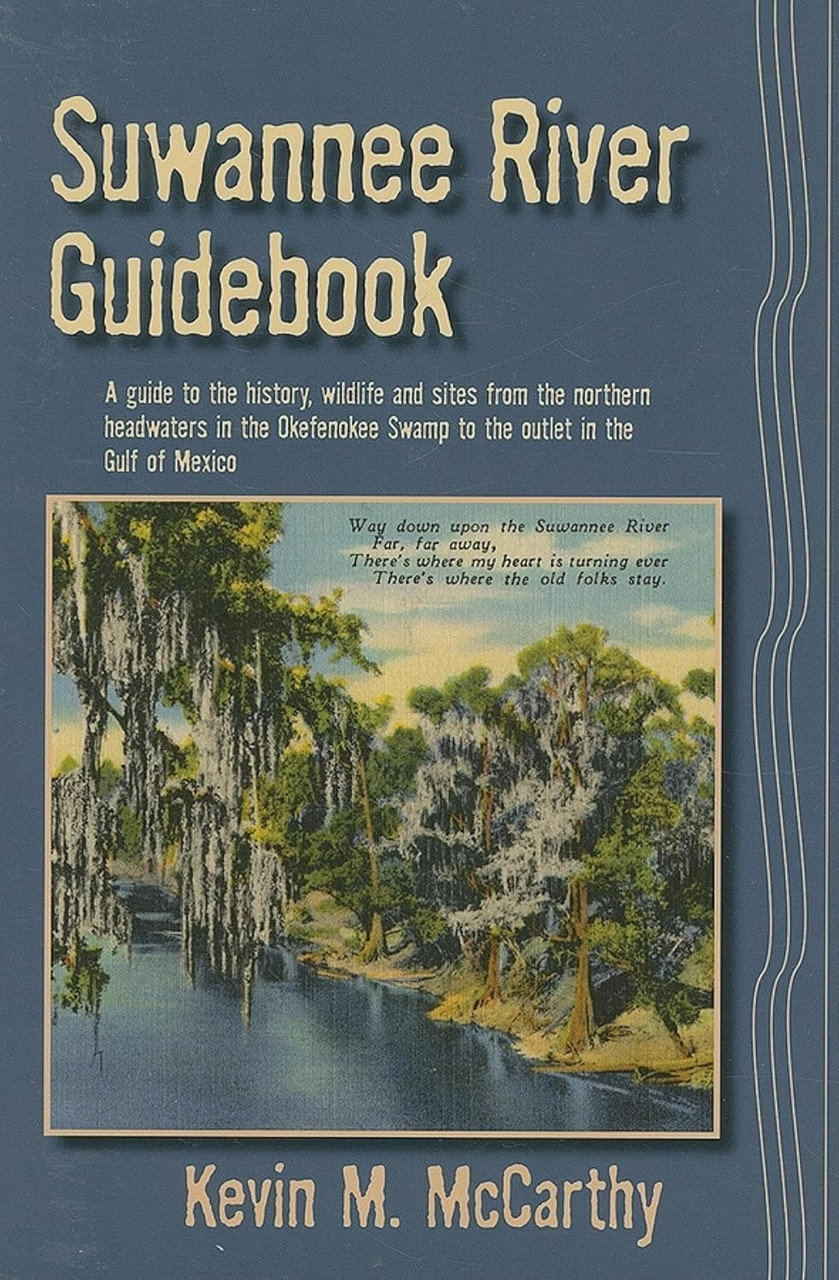 Suwannee River
Guidebook
A guide to the history, wildlife and sites from the northern
headwaters in the Okefenokee Swamp to the outlet in the
Gulf of Mexico
Way down upon the Suwannee River
Far, far away,
There's where my heart is turning ever
There's where the old folks stay.
Kevin M. McCarthy